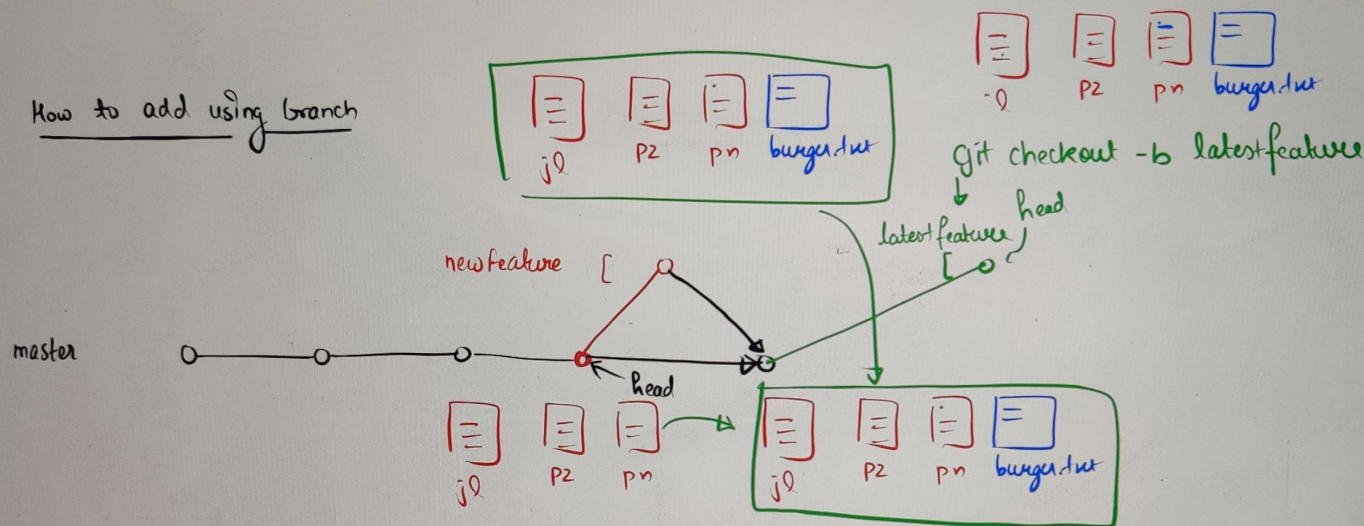 How to add using branch
jl P2 pn burger.txt
jl P2 pn burger.txt
git checkout -b latestfeature
latestfeature head
newfeature [
master
head
jl P2 pn
jl P2 pn burger.txt